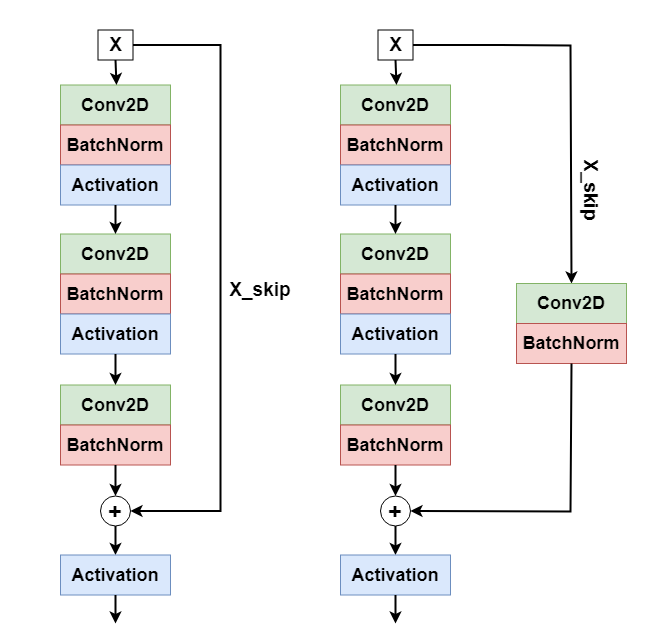 X
Conv2D
BatchNorm
Activation
Conv2D
BatchNorm
Activation
X_skip
Conv2D
BatchNorm
+
Activation
X
Conv2D
BatchNorm
Activation
X_skip
Conv2D
BatchNorm
Activation
Conv2D
BatchNorm
Conv2D
BatchNorm
+
Activation